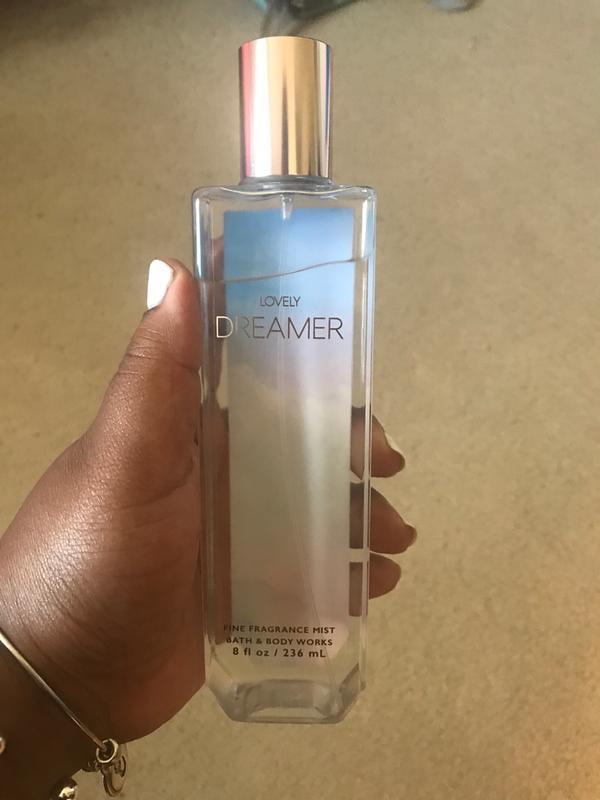 LOVELY
DREAMER
FINE FRAGRANCE MIST
BATH & BODY WORKS
8 fl oz / 236 mL